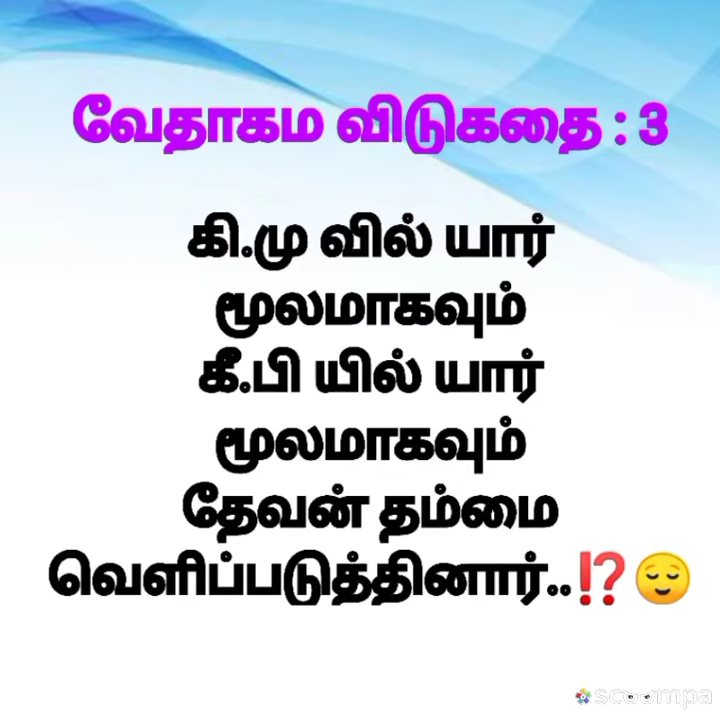 வேதாகம விடுகதை : 3
கி.மு வில் யார்
மூலமாகவும்
கீ.பி யில் யார்
மூலமாகவும்
தேவன் தம்மை
வெளிப்படுத்தினார்..⁉😌
scoompa